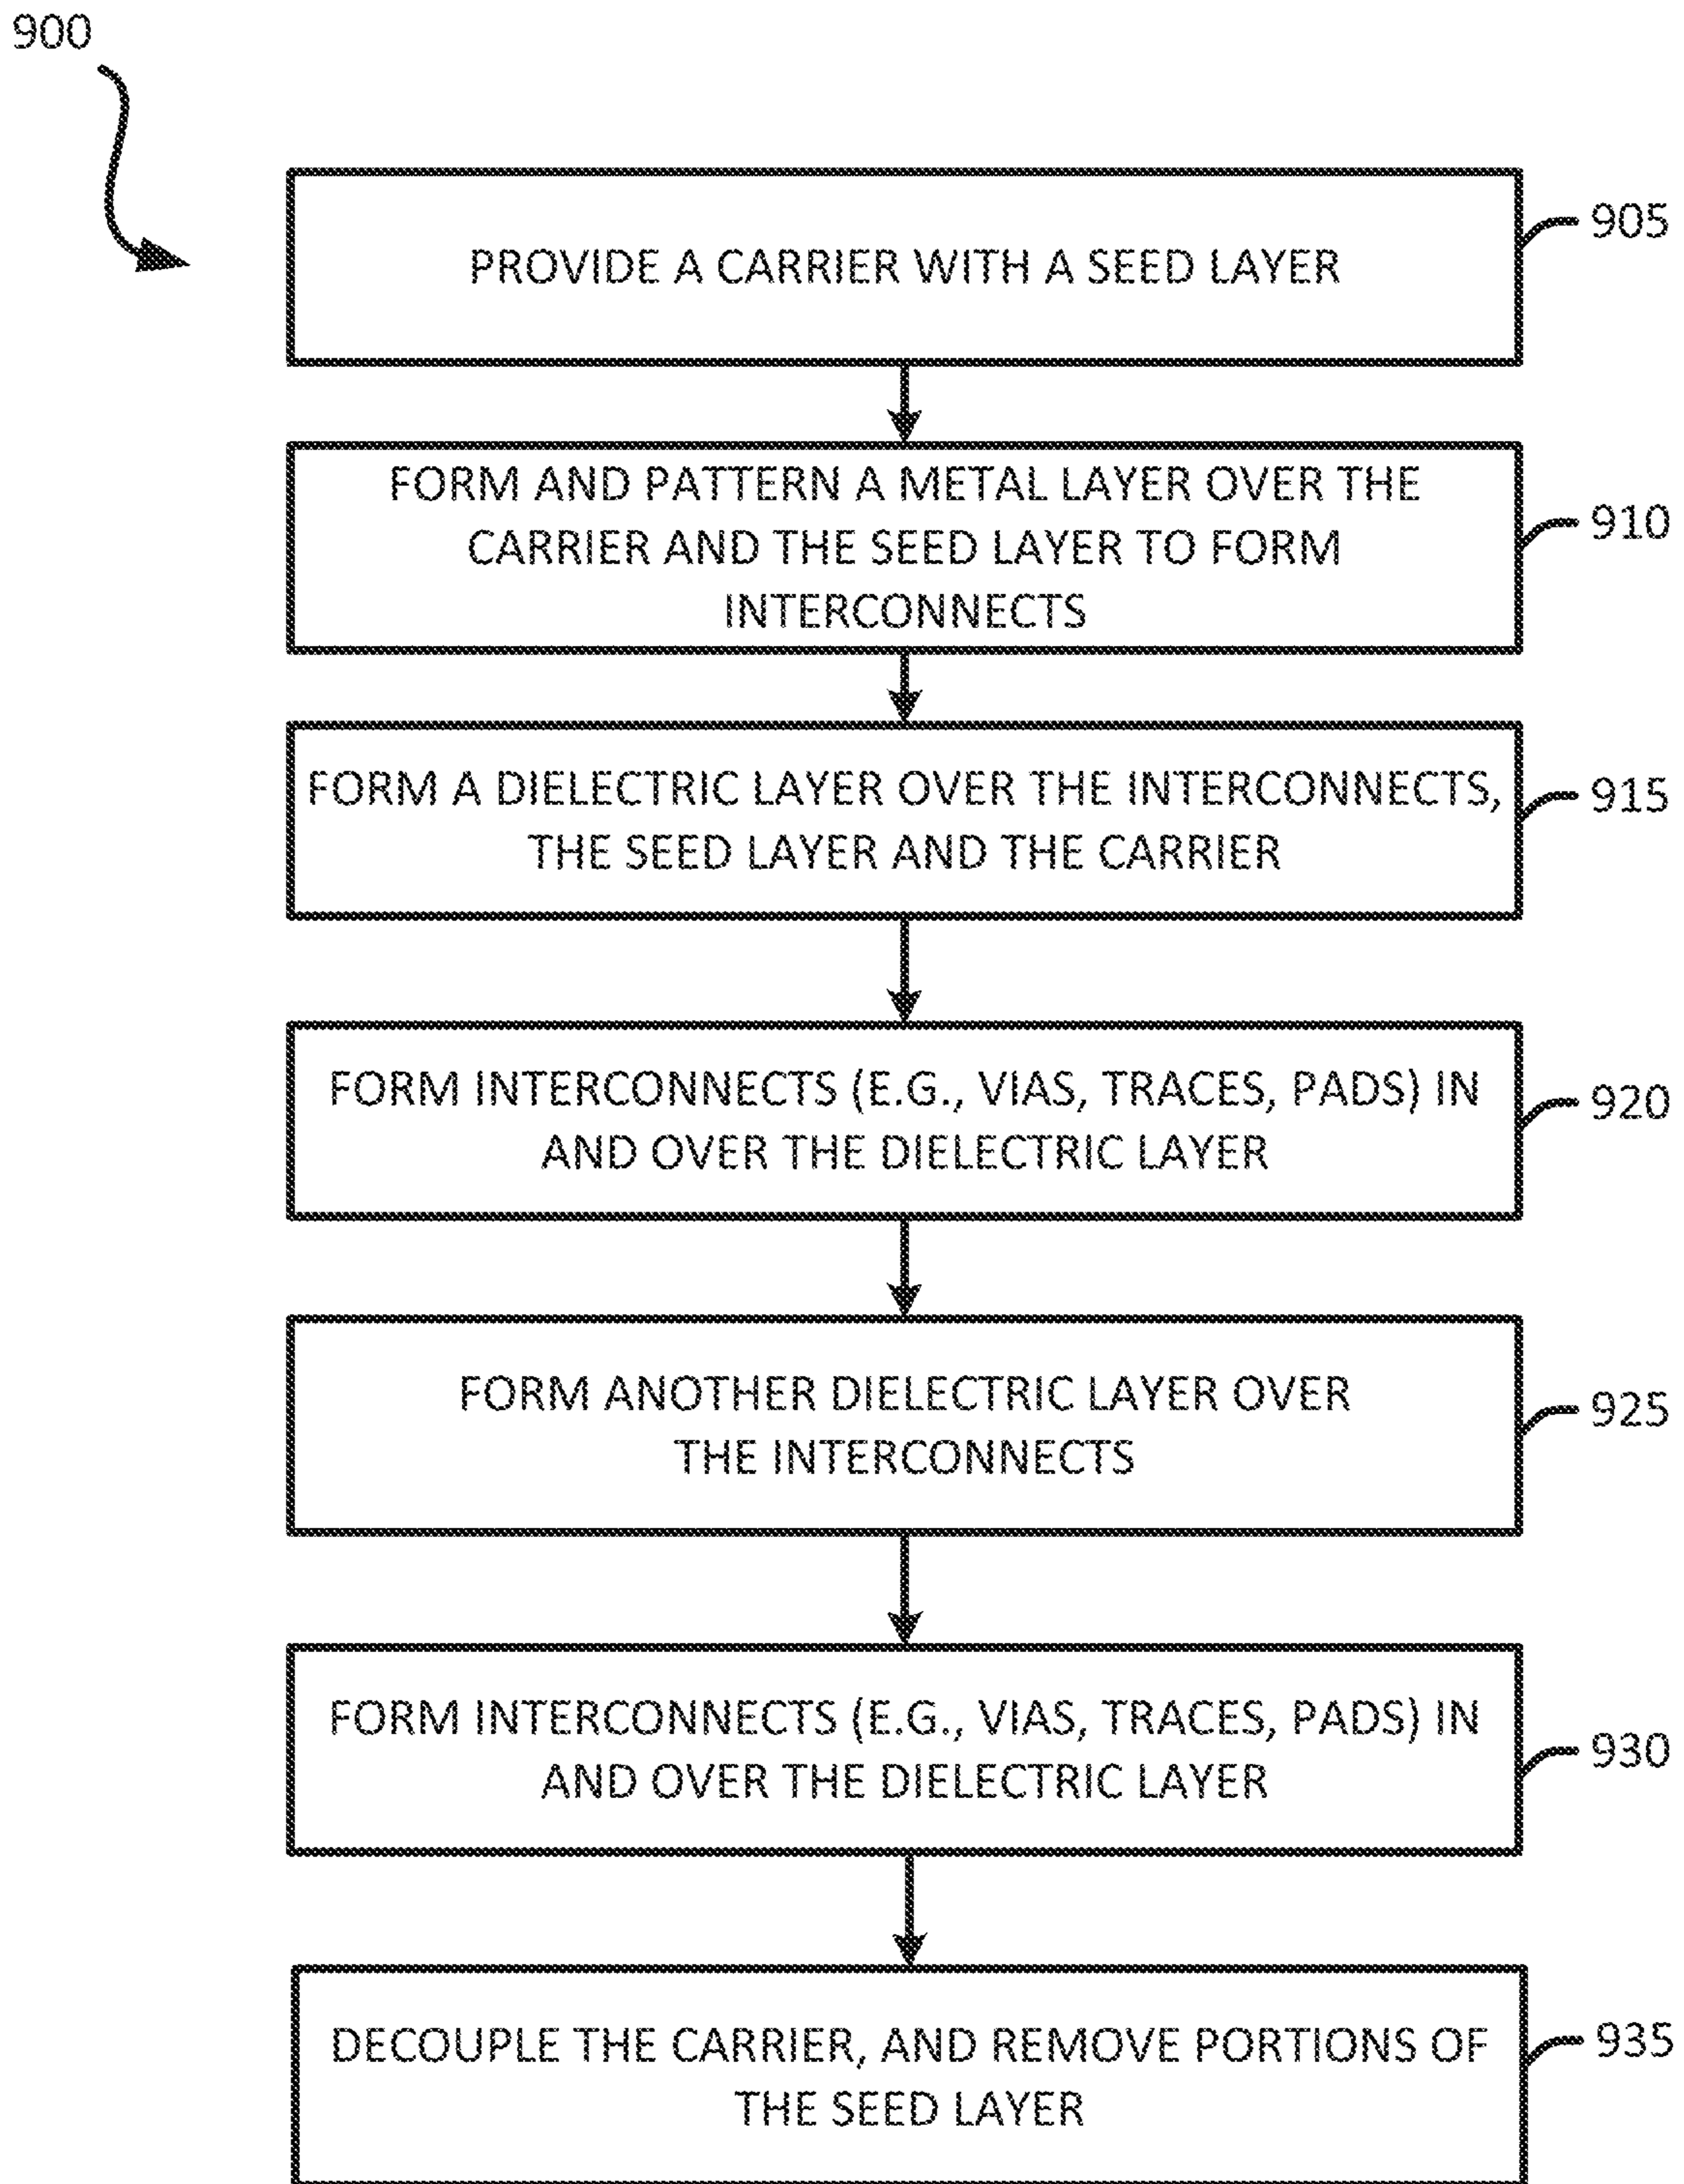 900
PROVIDE A CARRIER WITH A SEED LAYER
905
FORM AND PATTERN A METAL LAYER OVER THE
CARRIER AND THE SEED LAYER TO FORM
INTERCONNECTS
910
FORM A DIELECTRIC LAYER OVER THE INTERCONNECTS,
THE SEED LAYER AND THE CARRIER
915
FORM INTERCONNECTS (E.G., VIAS, TRACES, PADS) IN
AND OVER THE DIELECTRIC LAYER
920
FORM ANOTHER DIELECTRIC LAYER OVER
THE INTERCONNECTS
925
FORM INTERCONNECTS (E.G., VIAS, TRACES, PADS) IN
AND OVER THE DIELECTRIC LAYER
930
DECOUPLE THE CARRIER, AND REMOVE PORTIONS OF
THE SEED LAYER
935